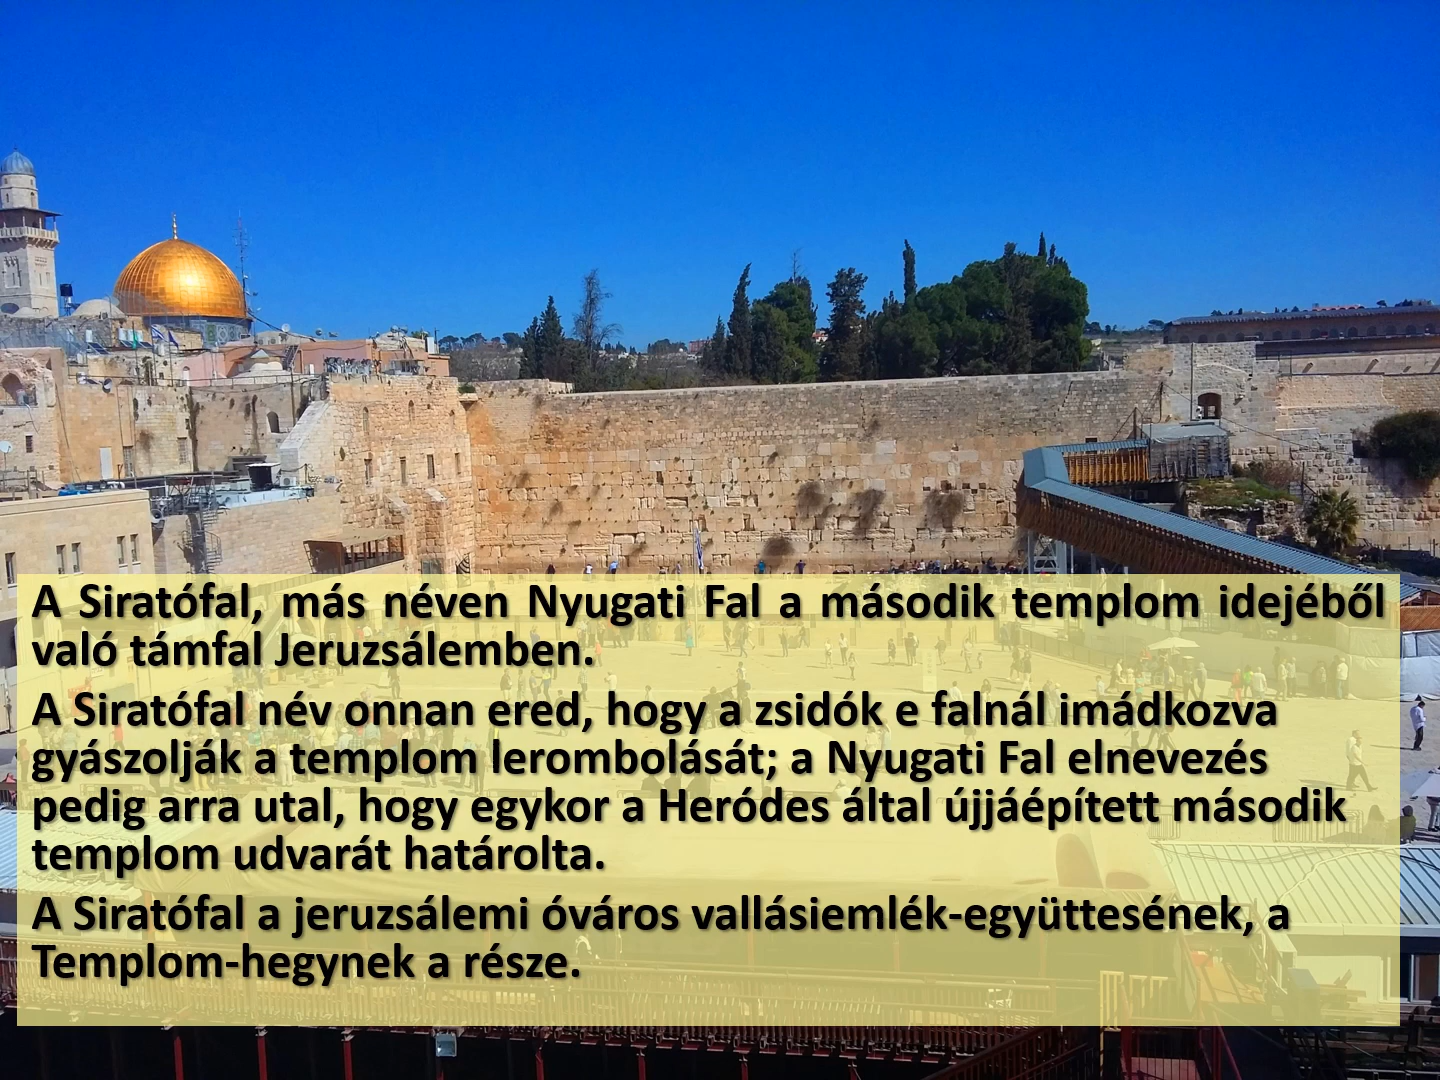 A Siratófal, más néven Nyugati Fal a második templom idejéből
való támfal Jeruzsálemben.
A Siratófal név onnan ered, hogy a zsidók e falnál imádkozva
gyászolják a templom lerombolását; a Nyugati Fal elnevezés
pedig arra utal, hogy egykor a Heródes által újjáépített második
templom udvarát határolta.
A Siratófal a jeruzsálemi óváros vallásiemlék-együttesének, a
Templom-hegynek a része.